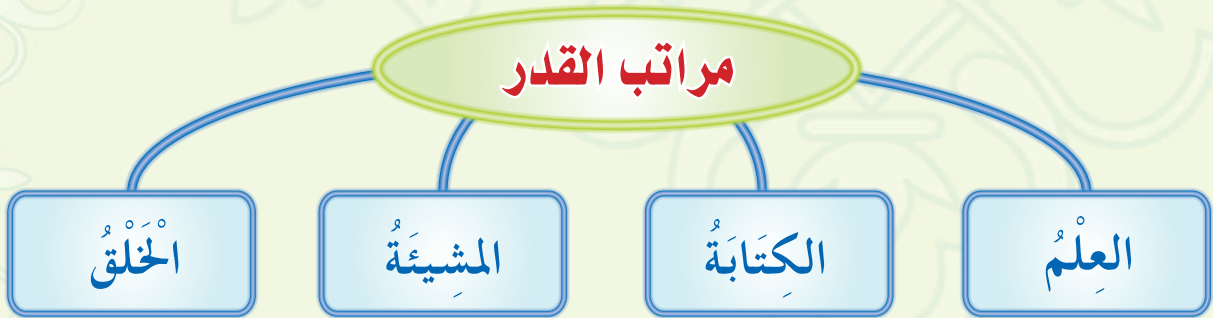 مراتب القدر
العِلْمُ
الكِتَابَةُ
المشِيئَةُ
الْخَلْقُ